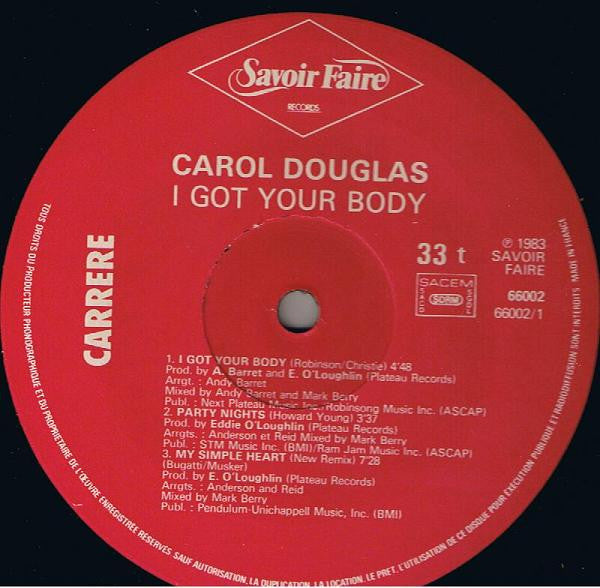 Savoir Faire
RECORDS
CAROL DOUGLAS
I GOT YOUR BODY
CARRERE
33 t
℗ 1983
SAVOIR
FAIRE
SACEM
SACD
SDRM
SGDL
66002
66002/1
1. I GOT YOUR BODY (Robinson/Christie) 4'48
Prod. by A. Barret and E. O'Loughlin (Plateau Records)
Arrgt. : Andy Barret
Mixed by Andy Barret and Mark Berry
Publ. : Next Plateau Music Inc./Robinsong Music Inc. (ASCAP)
2. PARTY NIGHTS (Howard Young) 3'37
Prod. by Eddie O'Loughlin (Plateau Records)
Arrgts. : Anderson et Reid Mixed by Mark Berry
Publ. : STM Music Inc. (BMI)/Ram Jam Music Inc. (ASCAP)
3. MY SIMPLE HEART (New Remix) 7'28
(Bugatti/Musker)
Prod. by E. O'Loughlin (Plateau Records)
Arrgts. : Anderson and Reid
Mixed by Mark Berry
Publ. : Pendulum-Unichappell Music, Inc. (BMI)
TOUS DROITS DU PRODUCTEUR PHONOGRAPHIQUE ET DU PROPRIETAIRE DE L'ŒUVRE ENREGISTREE RESERVES. SAUF AUTORISATION, LA DUPLICATION, LA LOCATION, LE PRET, L'UTILISATION DE CE DISQUE POUR EXECUTION PUBLIQUE ET RADIODIFFUSION SONT INTERDITS. MADE IN FRANCE